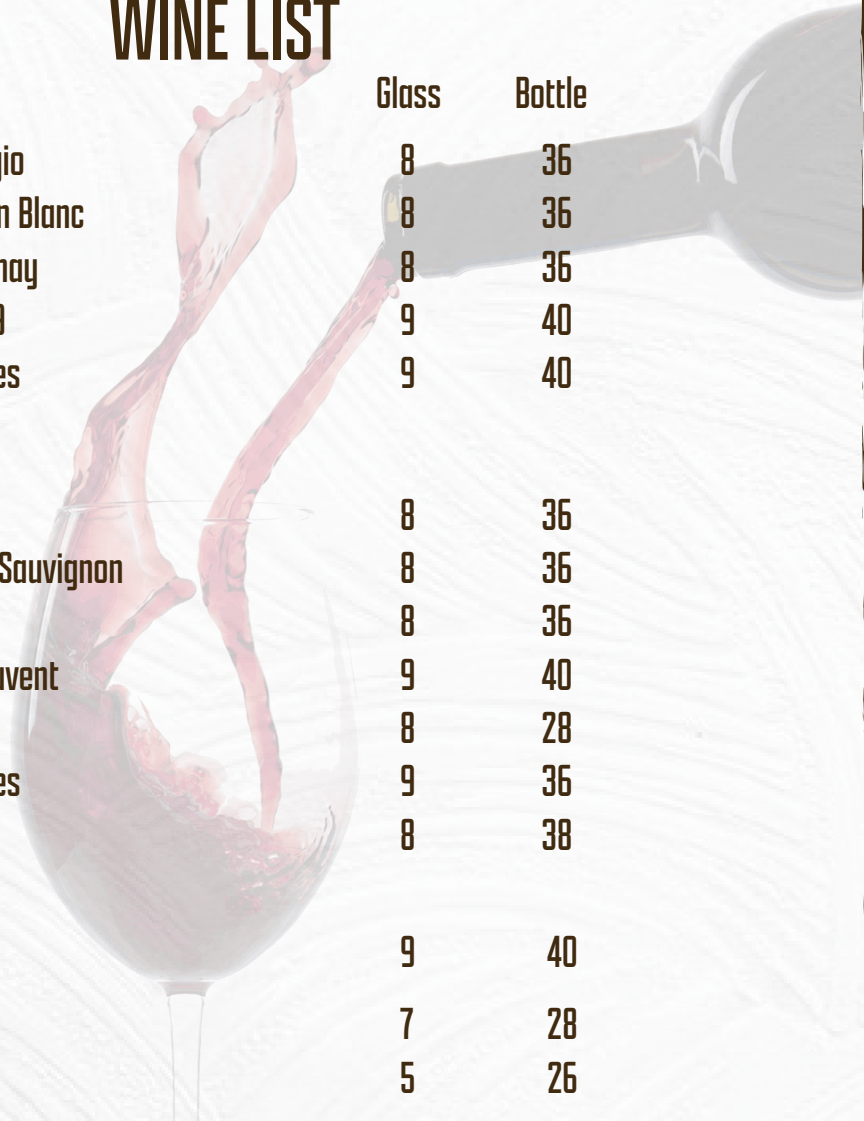 WINE LIST
Glass Bottle
gio 8 36
n Blanc 8 36
nay 8 36
9 40
es 9 40
8 36
Sauvignon 8 36
8 36
uvent 9 40
8 28
es 9 36
8 38
9 40
7 28
5 26